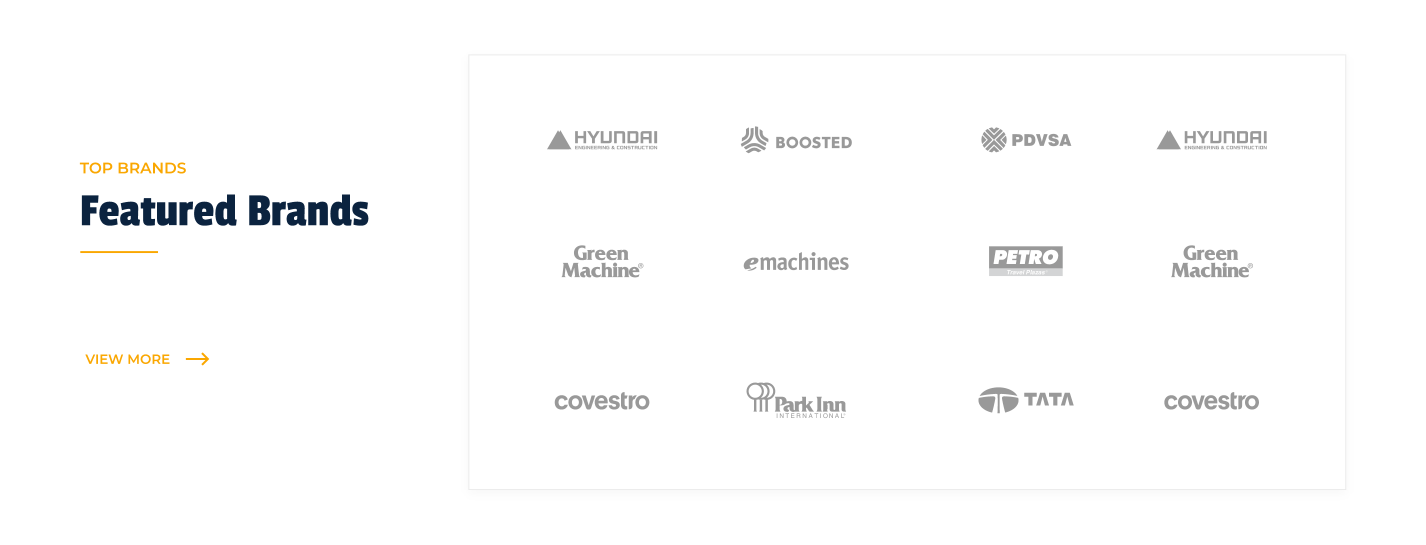 TOP BRANDS
Featured Brands
VIEW MORE
HYUNDAI
ENGINEERING & CONSTRUCTION
BOOSTED
PDVSA
HYUNDAI
ENGINEERING & CONSTRUCTION
Green
Machine®
emachines
PETRO
Travel Plazas
Green
Machine®
covestro
Park Inn
INTERNATIONAL
TATA
covestro